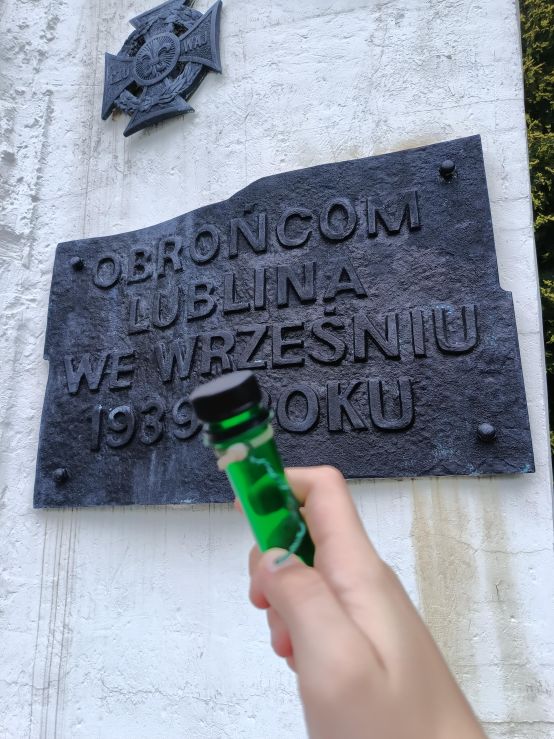 OBROŃCOM
LUBLINA
WE WRZEŚNIU
1939 ROKU